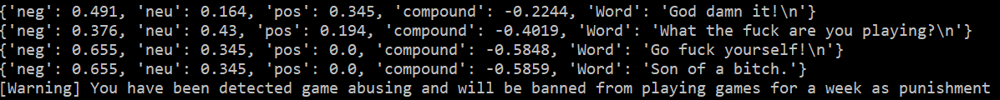 {'neg': 0.491, 'neu': 0.164, 'pos': 0.345, 'compound': -0.2244, 'Word': 'God damn it!\n'}
{'neg': 0.376, 'neu': 0.43, 'pos': 0.194, 'compound': -0.4019, 'Word': 'What the fuck are you playing?\n'}
{'neg': 0.655, 'neu': 0.345, 'pos': 0.0, 'compound': -0.5848, 'Word': 'Go fuck yourself!\n'}
{'neg': 0.655, 'neu': 0.345, 'pos': 0.0, 'compound': -0.5859, 'Word': 'Son of a bitch.'}
[Warning] You have been detected game abusing and will be banned from playing games for a week as punishment